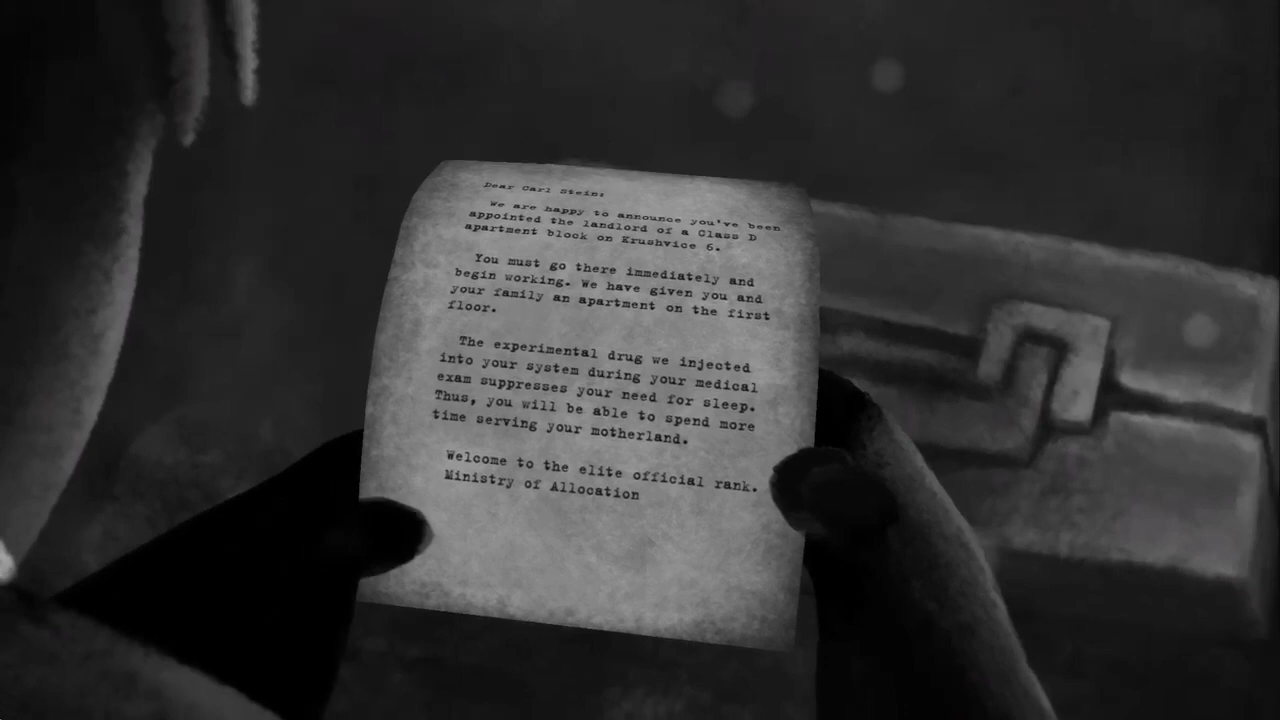 Dear Carl Stein:
We are happy to announce you've been
appointed the landlord of a Class D
apartment block on Krushvice 6.
You must go there immediately and
begin working. We have given you and
your family an apartment on the first
floor.
The experimental drug we injected
into your system during your medical
exam suppresses your need for sleep.
Thus, you will be able to spend more
time serving your motherland.
Welcome to the elite official rank.
Ministry of Allocation